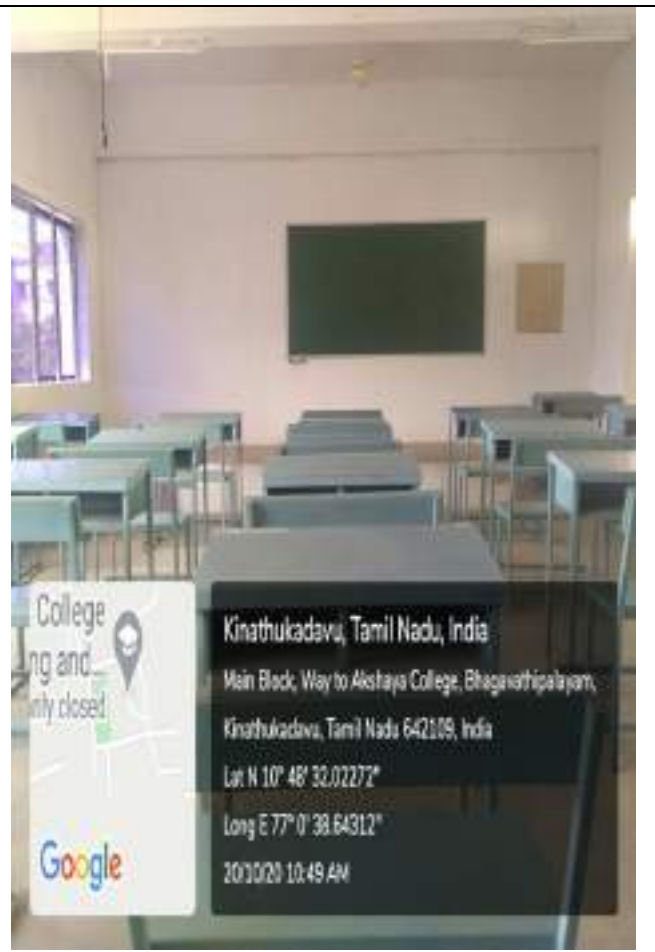 College
ng and...
nly closed
Google
Kinathukadavu, Tamil Nadu, India
Main Block, Way to Akshaya College, Bhagavathipalayam,
Kinathukadavu, Tamil Nadu 642109, India
Lat N 10° 48' 32.02272"
Long E 77° 0' 38.64312"
20/10/20 10:49 AM